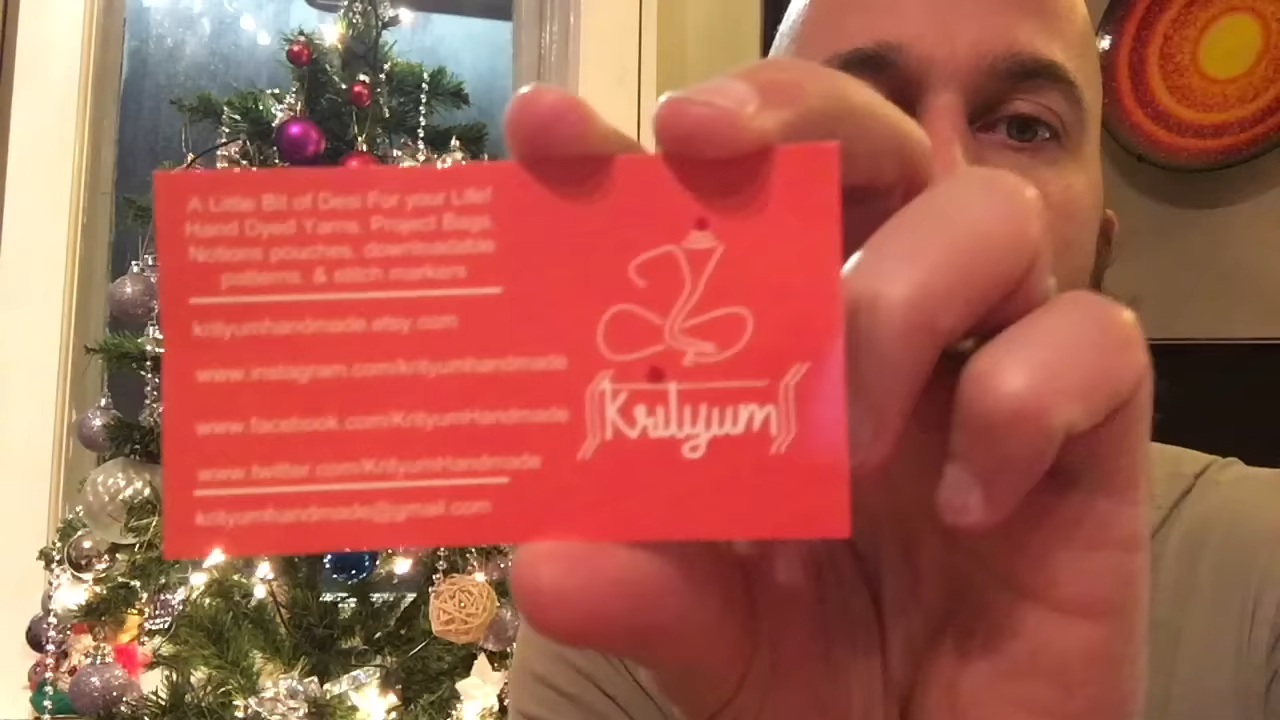 A Little Bit of Desi For your Life!
Hand Dyed Yarns, Project Bags,
Notions pouches, downloadable
patterns, & stitch markers
krityumhandmade.etsy.com
www.instagram.com/krityumhandmade
www.facebook.com/KrityumHandmade
www.twitter.com/KrityumHandmade
krityumhandmade@gmail.com
Krityum